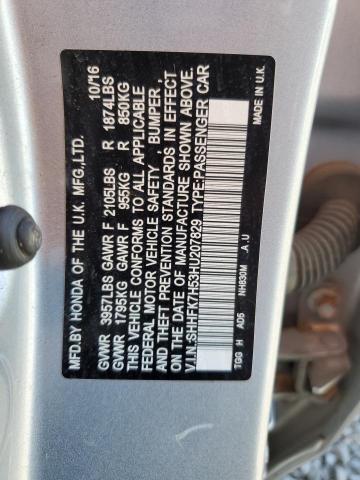 MFD.BY HONDA OF THE U.K. MFG.,LTD. 10/16
GVWR 3957LBS GAWR F 2105LBS R 1874LBS
GVWR 1795KG GAWR F 955KG R 850KG
THIS VEHICLE CONFORMS TO ALL APPLICABLE
FEDERAL MOTOR VEHICLE SAFETY, BUMPER,
AND THEFT PREVENTION STANDARDS IN EFFECT
ON THE DATE OF MANUFACTURE SHOWN ABOVE.
V.I.N.:SHHFK7H53HU207829 TYPE:PASSENGER CAR
TGG H AD5 NH830M A . U
MADE IN U.K.